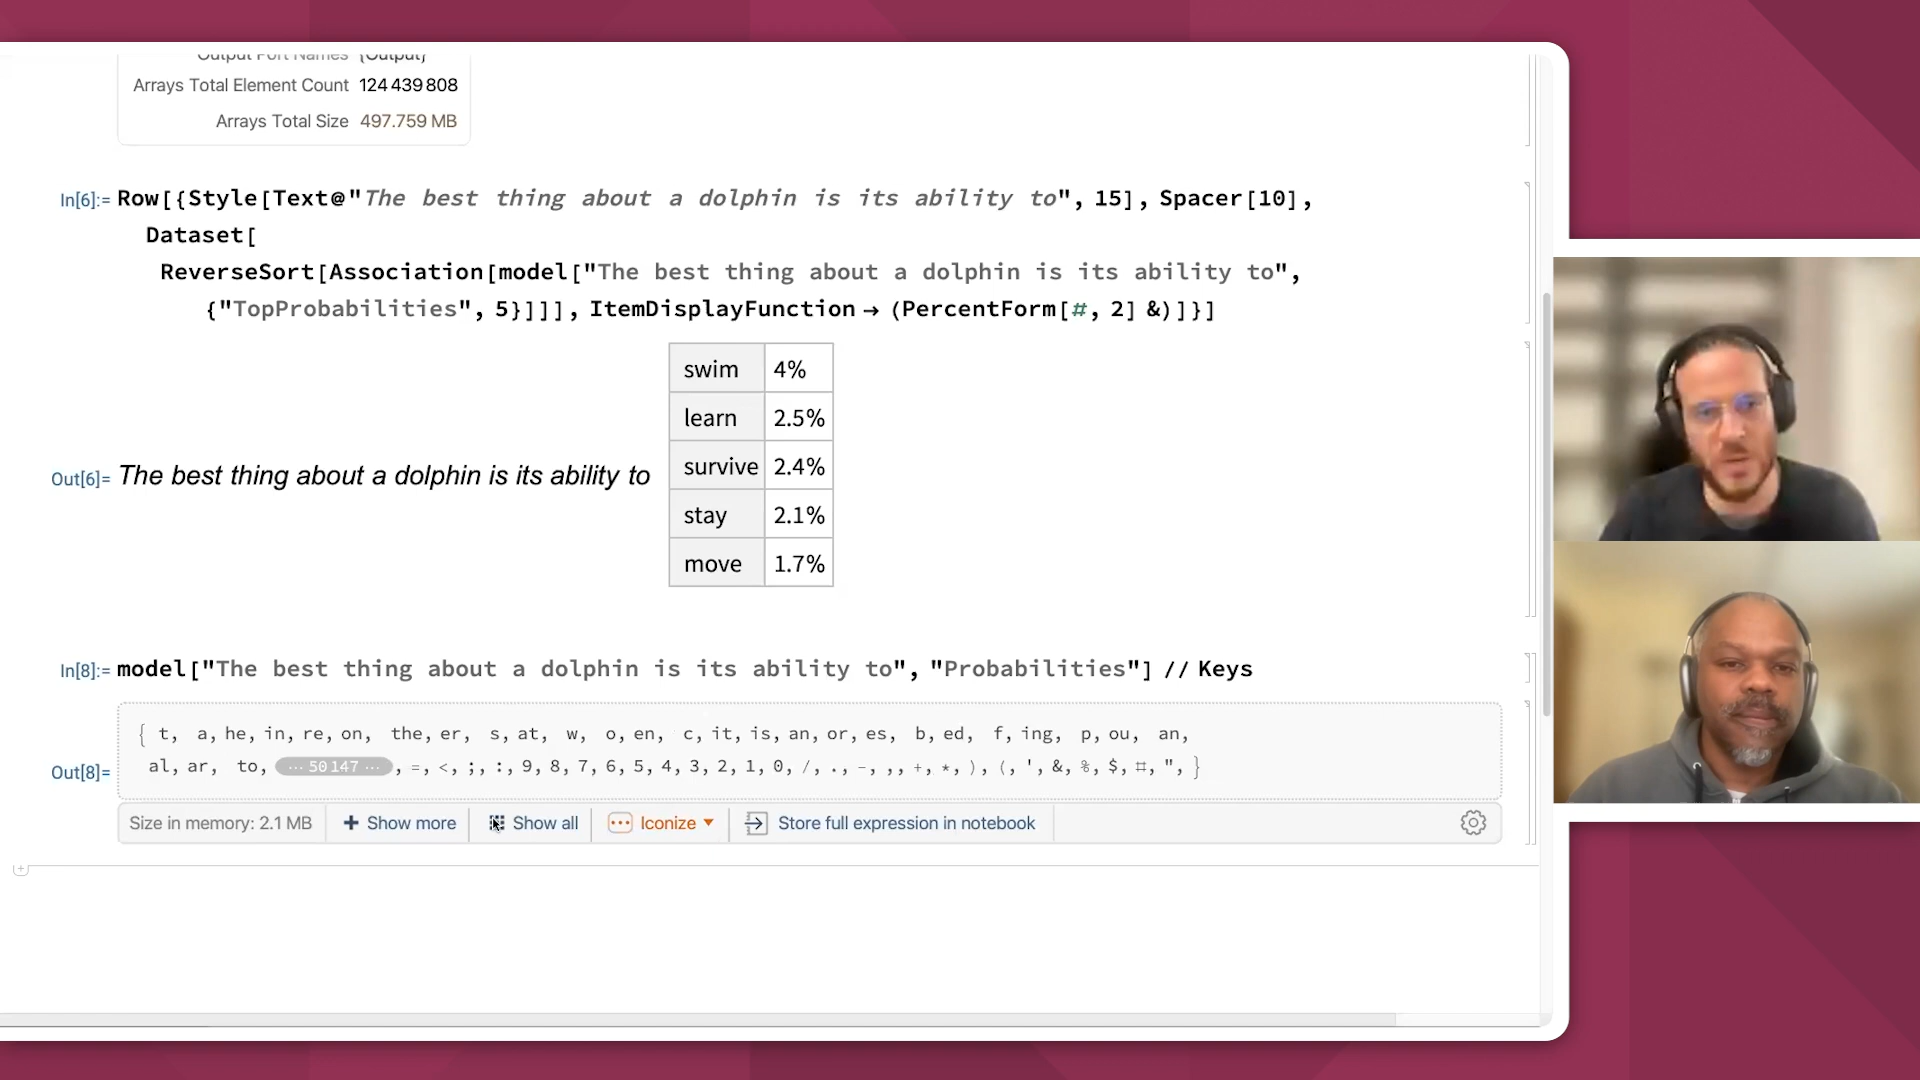 Output Port Names {Output}
Arrays Total Element Count 124 439 808
Arrays Total Size 497.759 MB
In[6]:= Row[{Style[Text@"The best thing about a dolphin is its ability to", 15], Spacer[10],
Dataset[
ReverseSort[Association[model["The best thing about a dolphin is its ability to",
{"TopProbabilities", 5}]]], ItemDisplayFunction → (PercentForm[#, 2] &)]}]
swim 4%
learn 2.5%
survive 2.4%
Out[6]= The best thing about a dolphin is its ability to
stay 2.1%
move 1.7%
In[8]:= model["The best thing about a dolphin is its ability to", "Probabilities"] // Keys
{ t, a, he, in, re, on, the, er, s, at, w, o, en, c, it, is, an, or, es, b, ed, f, ing, p, ou, an,
Out[8]= al, ar, to, ··· 50 147 ··· , =, <, ;, :, 9, 8, 7, 6, 5, 4, 3, 2, 1, 0, /, ., -, ,, +, *, ), (, ', &, %, $, #, ", }
Size in memory: 2.1 MB + Show more Show all ··· Iconize ▼ Store full expression in notebook